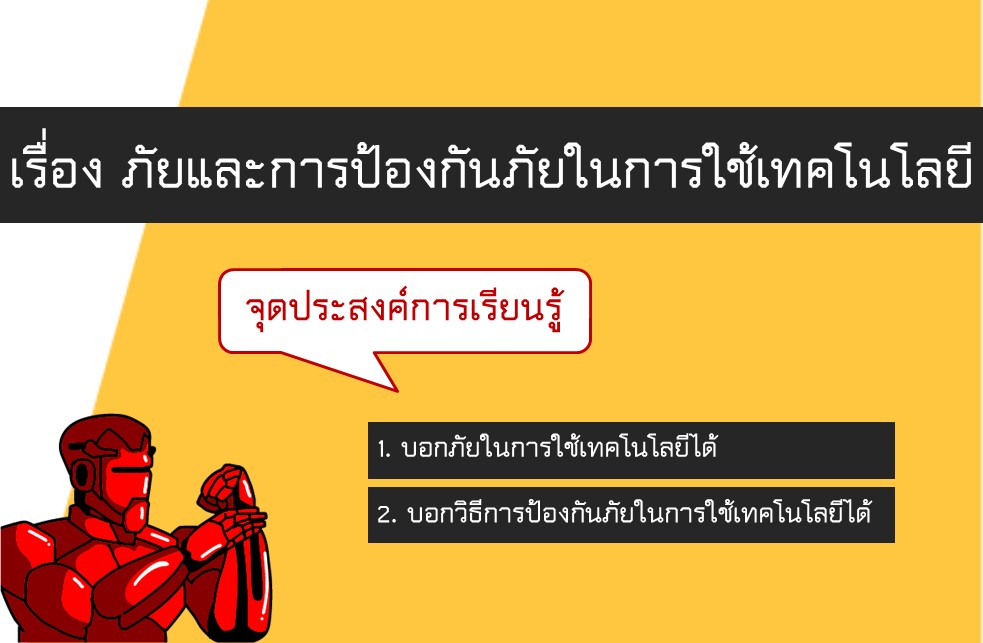 เรื่อง ภัยและการป้องกันภัยในการใช้เทคโนโลยี
จุดประสงค์การเรียนรู้
1. บอกภัยในการใช้เทคโนโลยีได้
2. บอกวิธีการป้องกันภัยในการใช้เทคโนโลยีได้